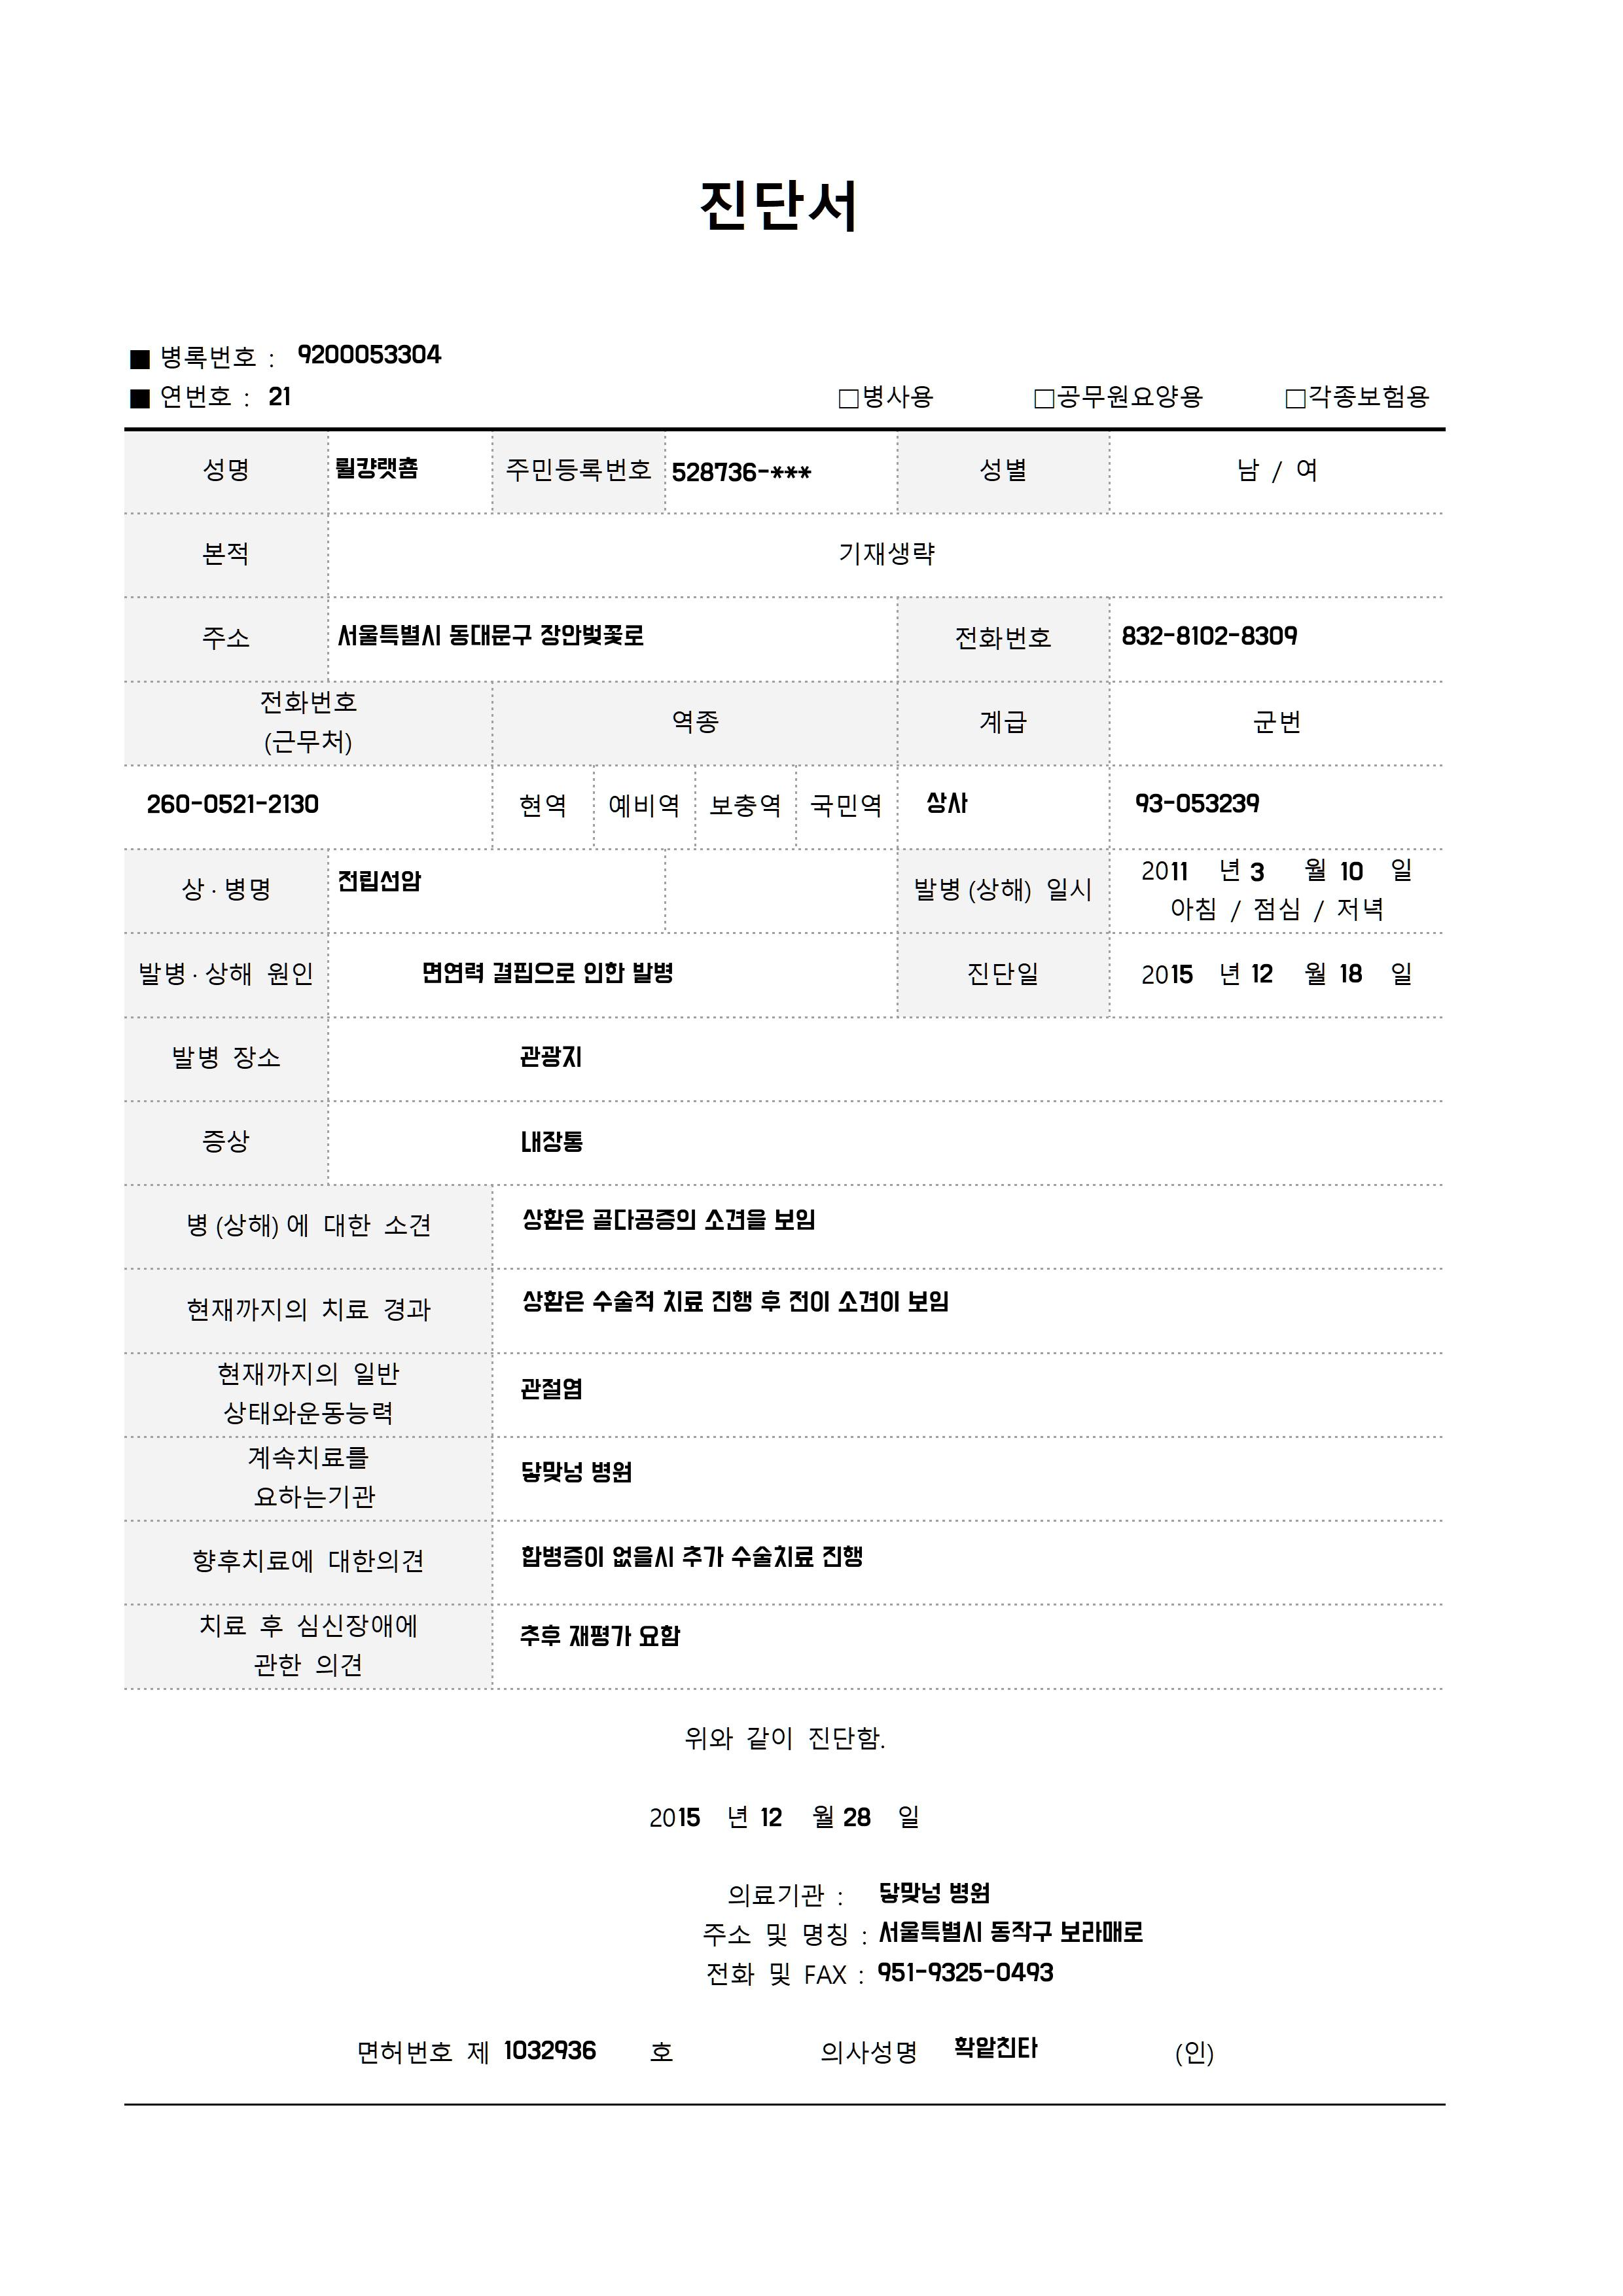 진단서
■ 병록번호 : 9200053304
■ 연번호 : 21 □병사용 □공무원요양용 □각종보험용
성명 륄걍랫춈 주민등록번호 528736-*** 성별 남 / 여
본적 기재생략
주소 서울특별시 동대문구 장안벚꽃로 전화번호 832-8102-8309
전화번호
(근무처) 역종 계급 군번
260-0521-2130 현역 예비역 보충역 국민역 상사 93-053239
상·병명 전립선암 발병(상해) 일시 2011 년 3 월 10 일
아침 / 점심 / 저녁
발병·상해 원인 면연력 결핍으로 인한 발병 진단일 2015 년 12 월 18 일
발병 장소 관광지
증상 내장통
병(상해)에 대한 소견 상환은 골다공증의 소견을 보임
현재까지의 치료 경과 상환은 수술적 치료 진행 후 전이 소견이 보임
현재까지의 일반
상태와운동능력 관절염
계속치료를
요하는기관 닿맞넝 병원
향후치료에 대한의견 합병증이 없을시 추가 수술치료 진행
치료 후 심신장애에
관한 의견 추후 재평가 요함
위와 같이 진단함.
2015 년 12 월 28 일
의료기관 : 닿맞넝 병원
주소 및 명칭 : 서울특별시 동작구 보라매로
전화 및 FAX : 951-9325-0493
면허번호 제 1032936 호 의사성명 확앝친타 (인)